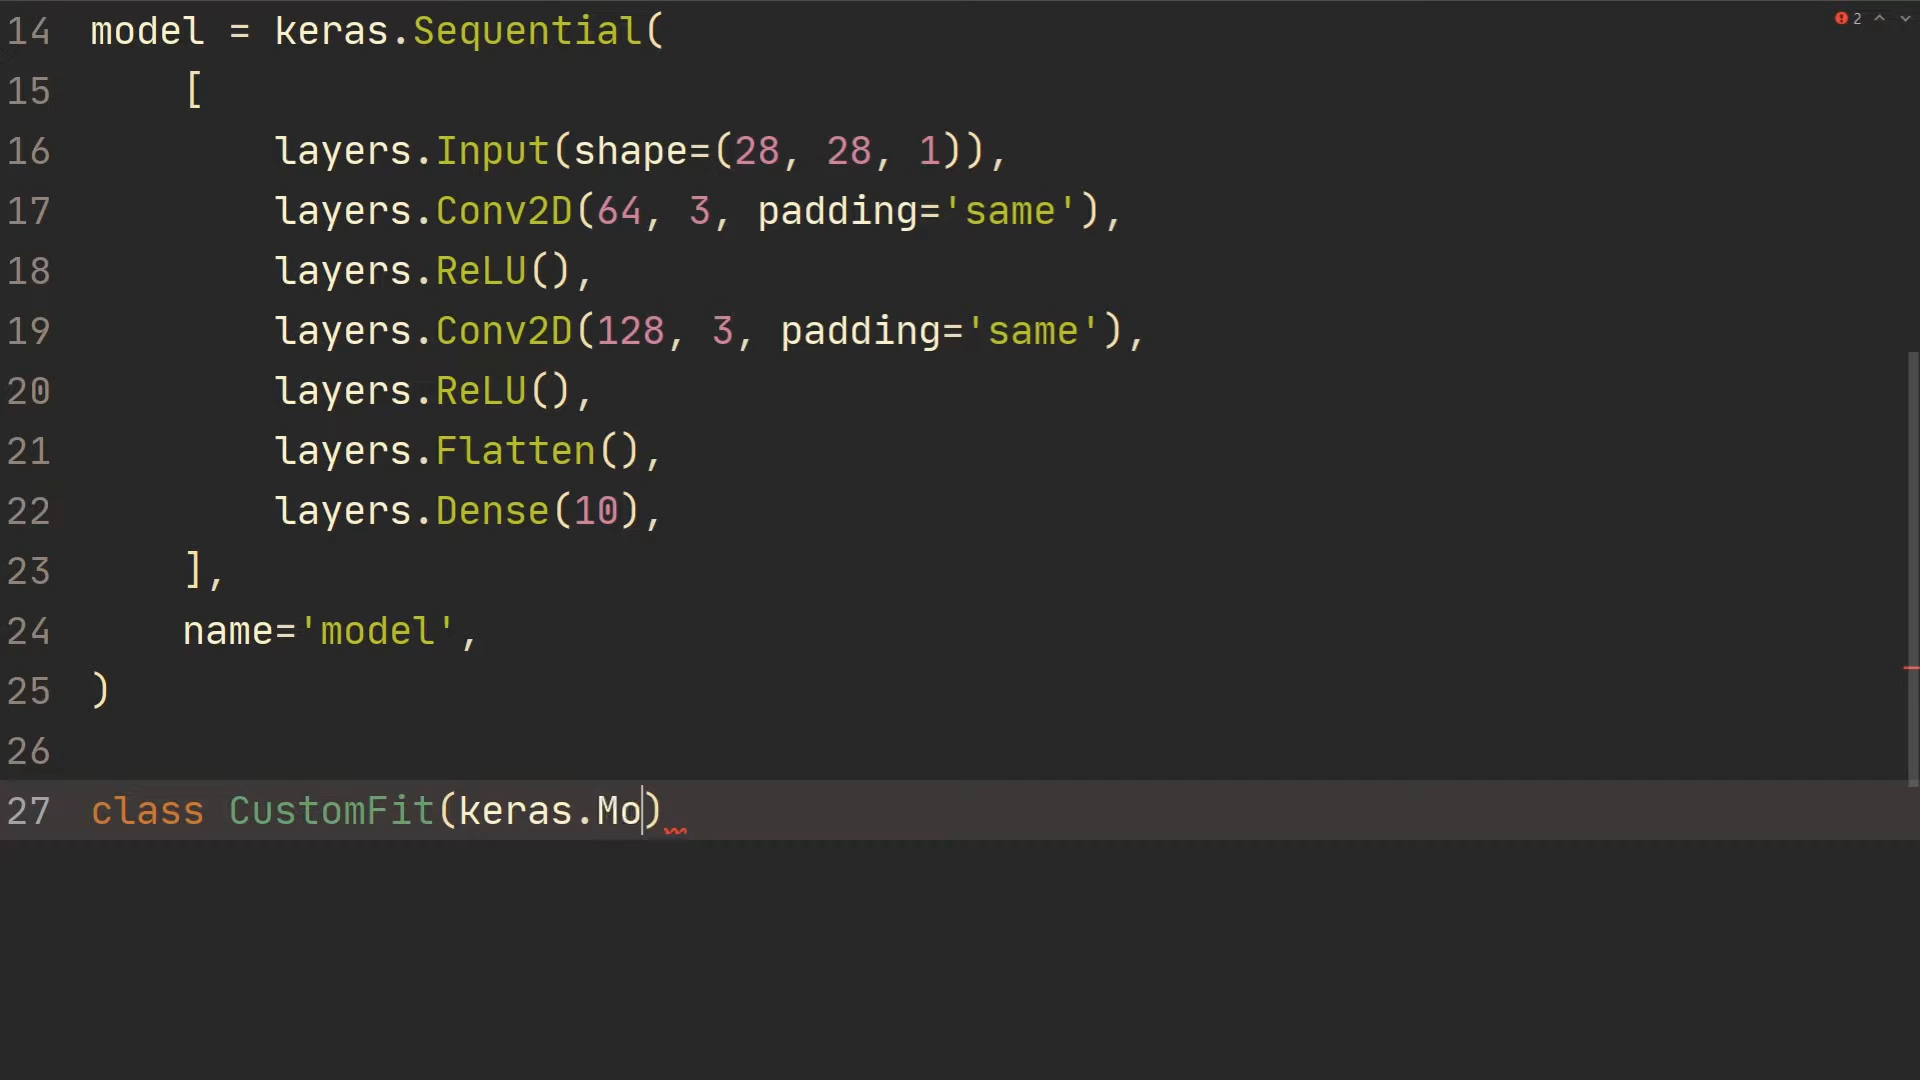 14 model = keras.Sequential(
15     [
16         layers.Input(shape=(28, 28, 1)),
17         layers.Conv2D(64, 3, padding='same'),
18         layers.ReLU(),
19         layers.Conv2D(128, 3, padding='same'),
20         layers.ReLU(),
21         layers.Flatten(),
22         layers.Dense(10),
23     ],
24     name='model',
25 )
26
27 class CustomFit(keras.Mo)
2